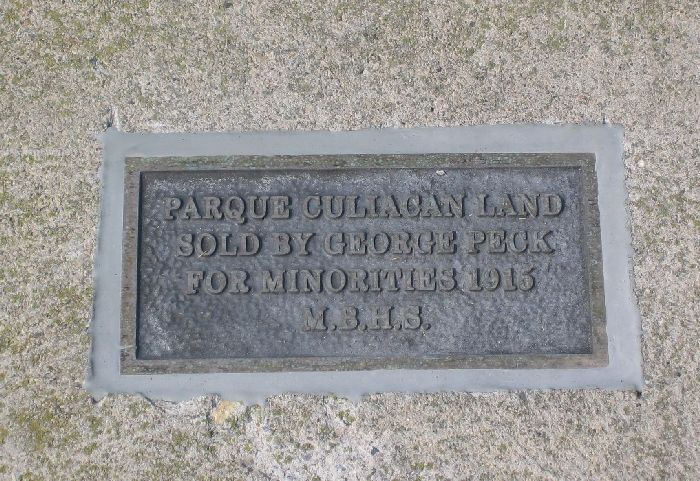 PARQUE CULIACAN LAND
SOLD BY GEORGE PECK
FOR MINORITIES 1915
M.B.H.S.